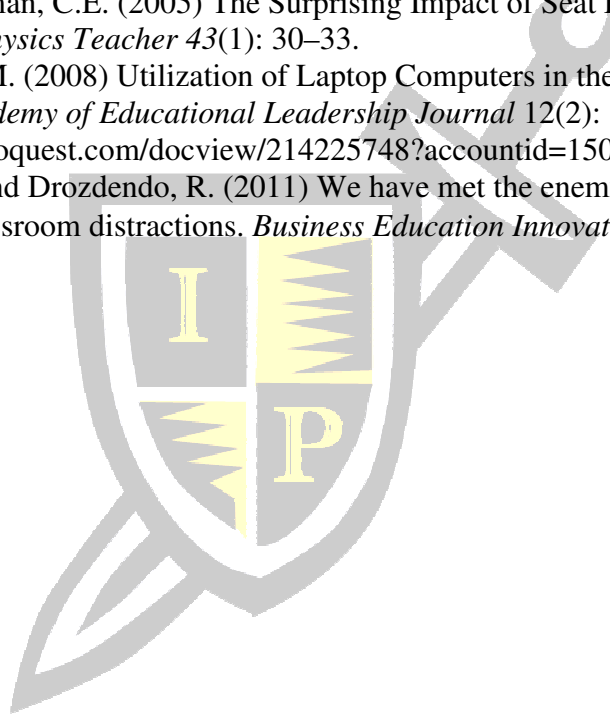 nan, C.E. (2005) The Surprising Impact of Seat
ysics Teacher 43(1): 30–33.
M. (2008) Utilization of Laptop Computers in the
demy of Educational Leadership Journal 12(2):
oquest.com/docview/214225748?accountid=150
nd Drozdendo, R. (2011) We have met the enem
ssroom distractions. Business Education Innovat
I
P